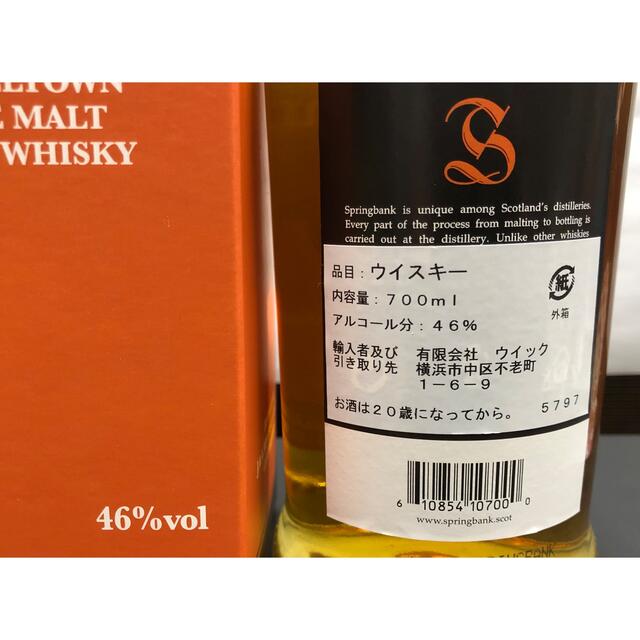 MALT
WHISKY
46%vol
S
Springbank is unique among Scotland's distilleries.
Every part of the process from malting to bottling is
carried out at the distillery. Unlike other whiskies
品目：ウイスキー
内容量：700ml
アルコール分：46%
紙
外箱
輸入者及び 有限会社 ウイック
引き取り先 横浜市中区不老町
1-6-9
お酒は20歳になってから。 5797
6 10854 10700 0
www.springbank.scot